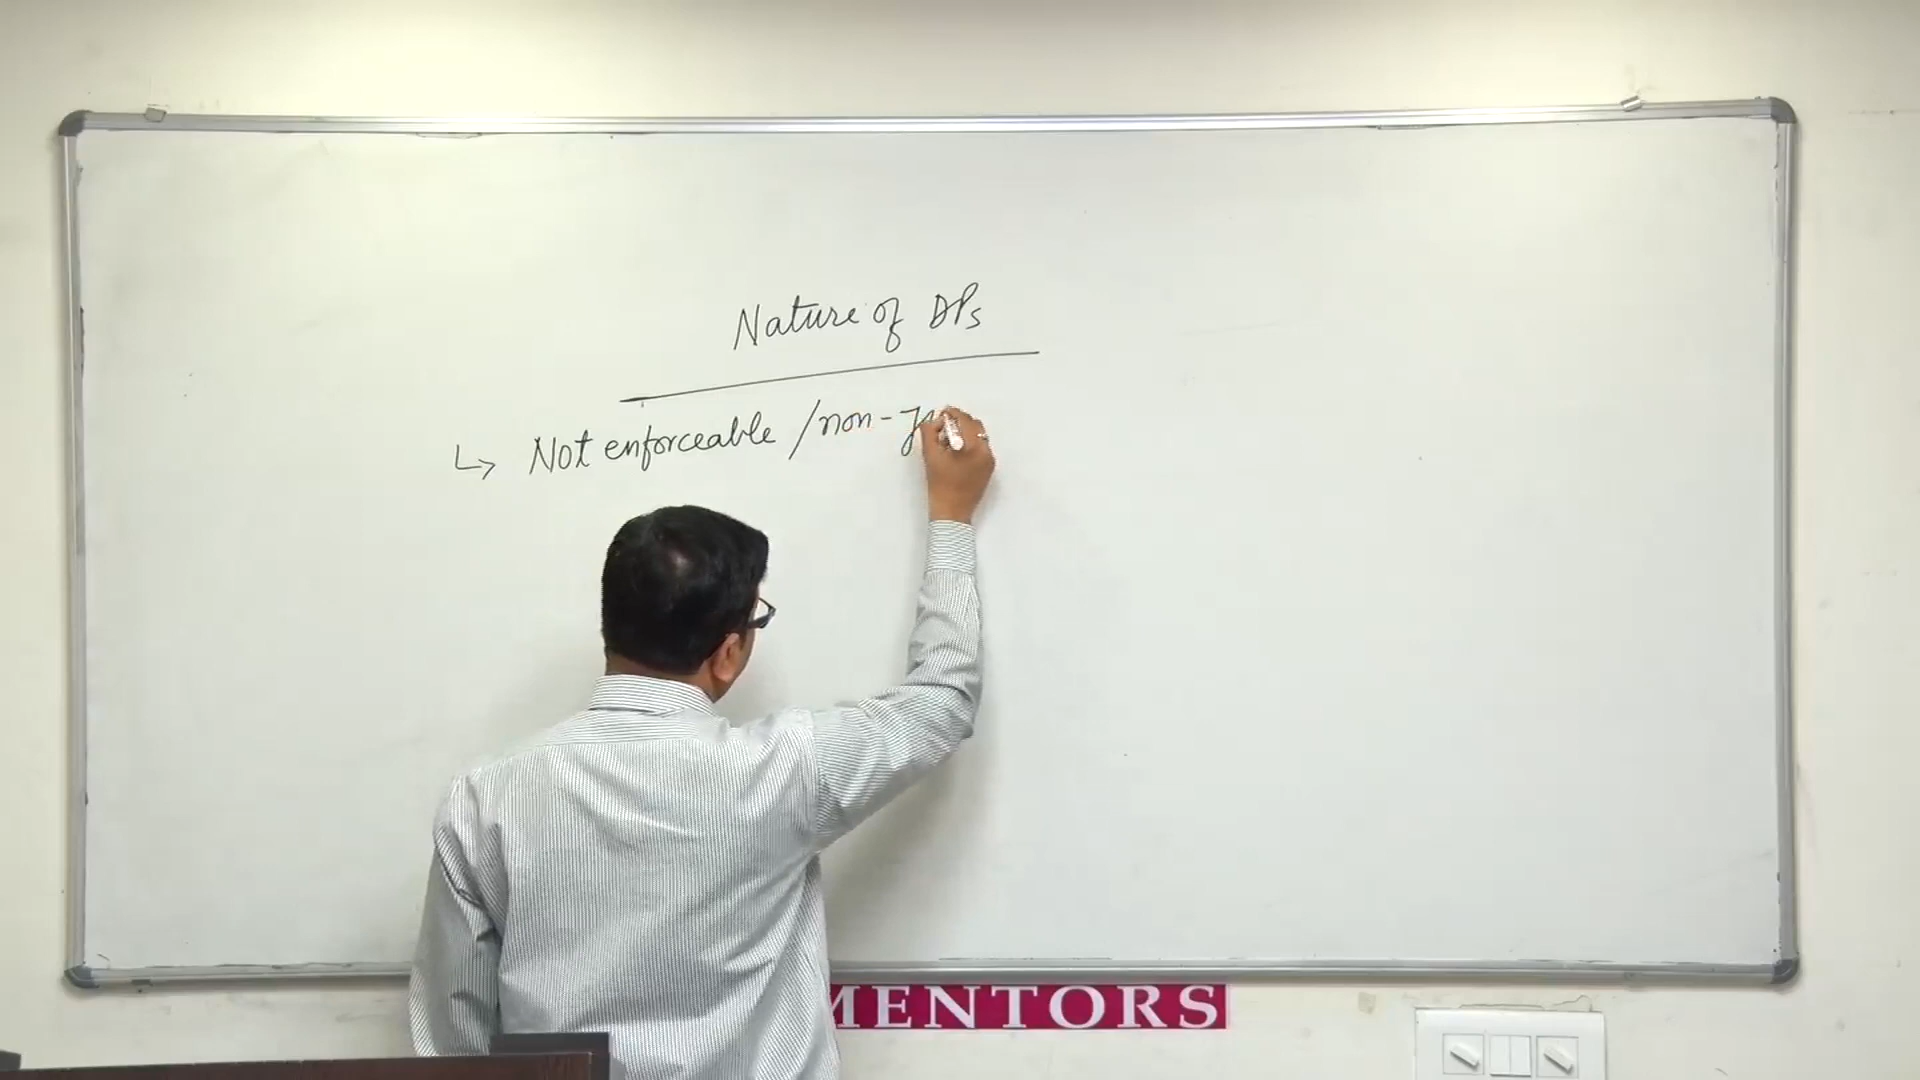 Nature of DPs
↳ Not enforceable / non-
MENTORS